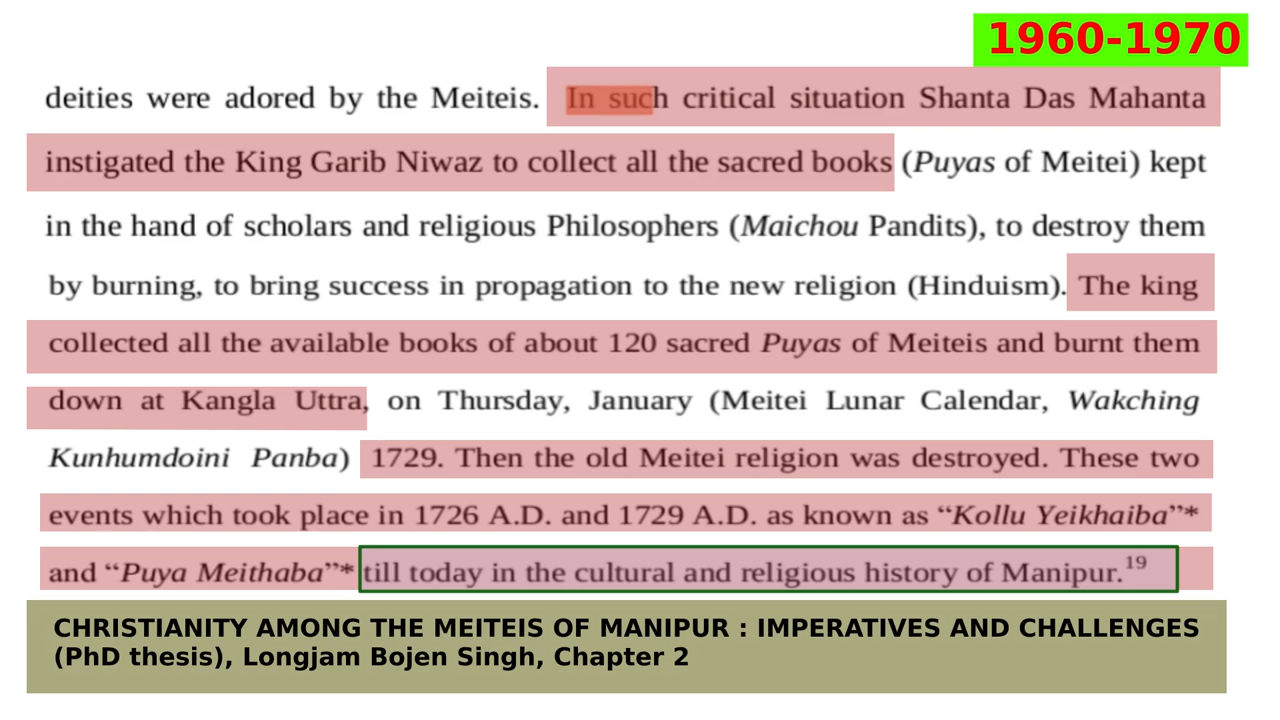 1960-1970
deities were adored by the Meiteis. In such critical situation Shanta Das Mahanta
instigated the King Garib Niwaz to collect all the sacred books (Puyas of Meitei) kept
in the hand of scholars and religious Philosophers (Maichou Pandits), to destroy them
by burning, to bring success in propagation to the new religion (Hinduism). The king
collected all the available books of about 120 sacred Puyas of Meiteis and burnt them
down at Kangla Uttra, on Thursday, January (Meitei Lunar Calendar, Wakching
Kunhumdoini Panba) 1729. Then the old Meitei religion was destroyed. These two
events which took place in 1726 A.D. and 1729 A.D. as known as “Kollu Yeikhaiba”*
and “Puya Meithaba”* till today in the cultural and religious history of Manipur.19
CHRISTIANITY AMONG THE MEITEIS OF MANIPUR : IMPERATIVES AND CHALLENGES
(PhD thesis), Longjam Bojen Singh, Chapter 2